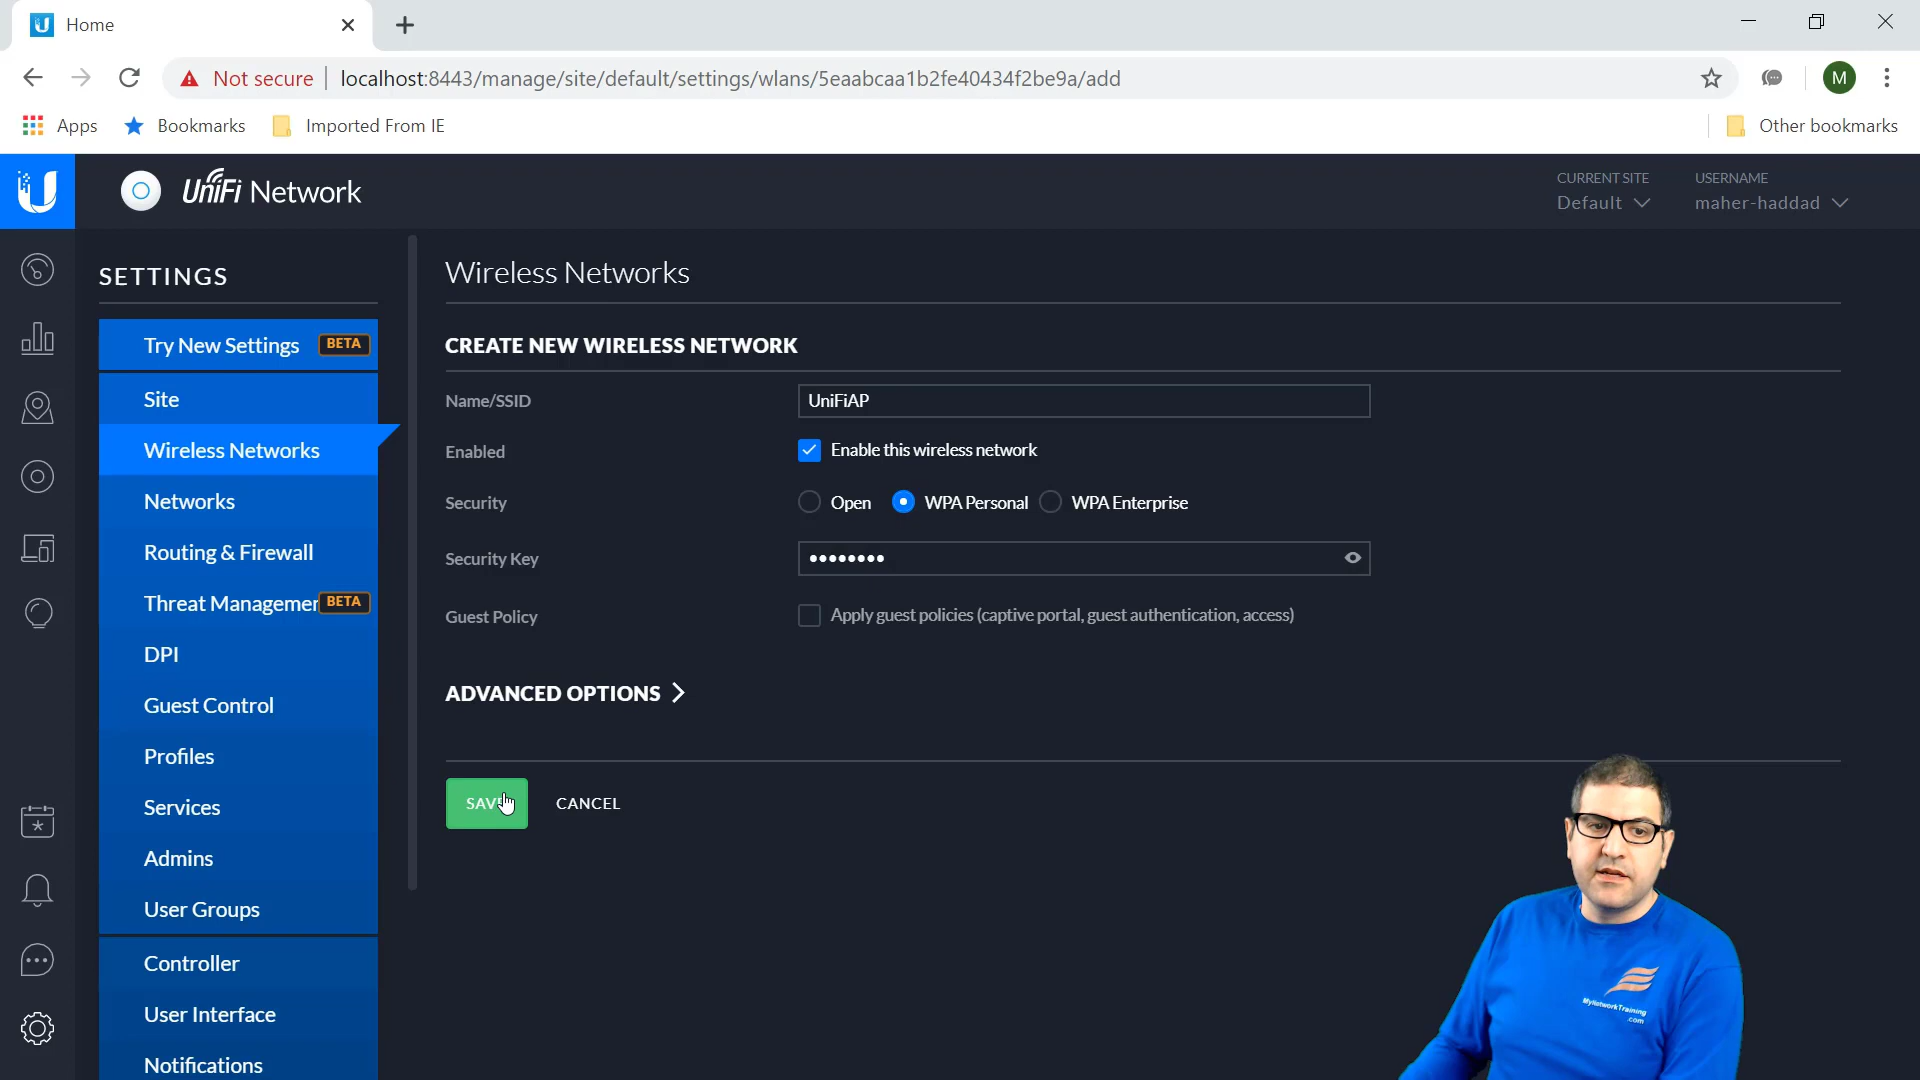 Home
Not secure
localhost:8443/manage/site/default/settings/wlans/5eaabcaa1b2fe40434f2be9a/add
M
Apps
Bookmarks
Imported From IE
Other bookmarks
UniFi Network
CURRENT SITE
Default
USERNAME
maher-haddad
SETTINGS
Try New Settings BETA
Site
Wireless Networks
Networks
Routing & Firewall
Threat Managemen BETA
DPI
Guest Control
Profiles
Services
Admins
User Groups
Controller
User Interface
Notifications
Wireless Networks
CREATE NEW WIRELESS NETWORK
Name/SSID
UniFiAP
Enabled
Enable this wireless network
Security
Open
WPA Personal
WPA Enterprise
Security Key
••••••••
Guest Policy
Apply guest policies (captive portal, guest authentication, access)
ADVANCED OPTIONS
SAVE
CANCEL
MyNetworkTraining
.com